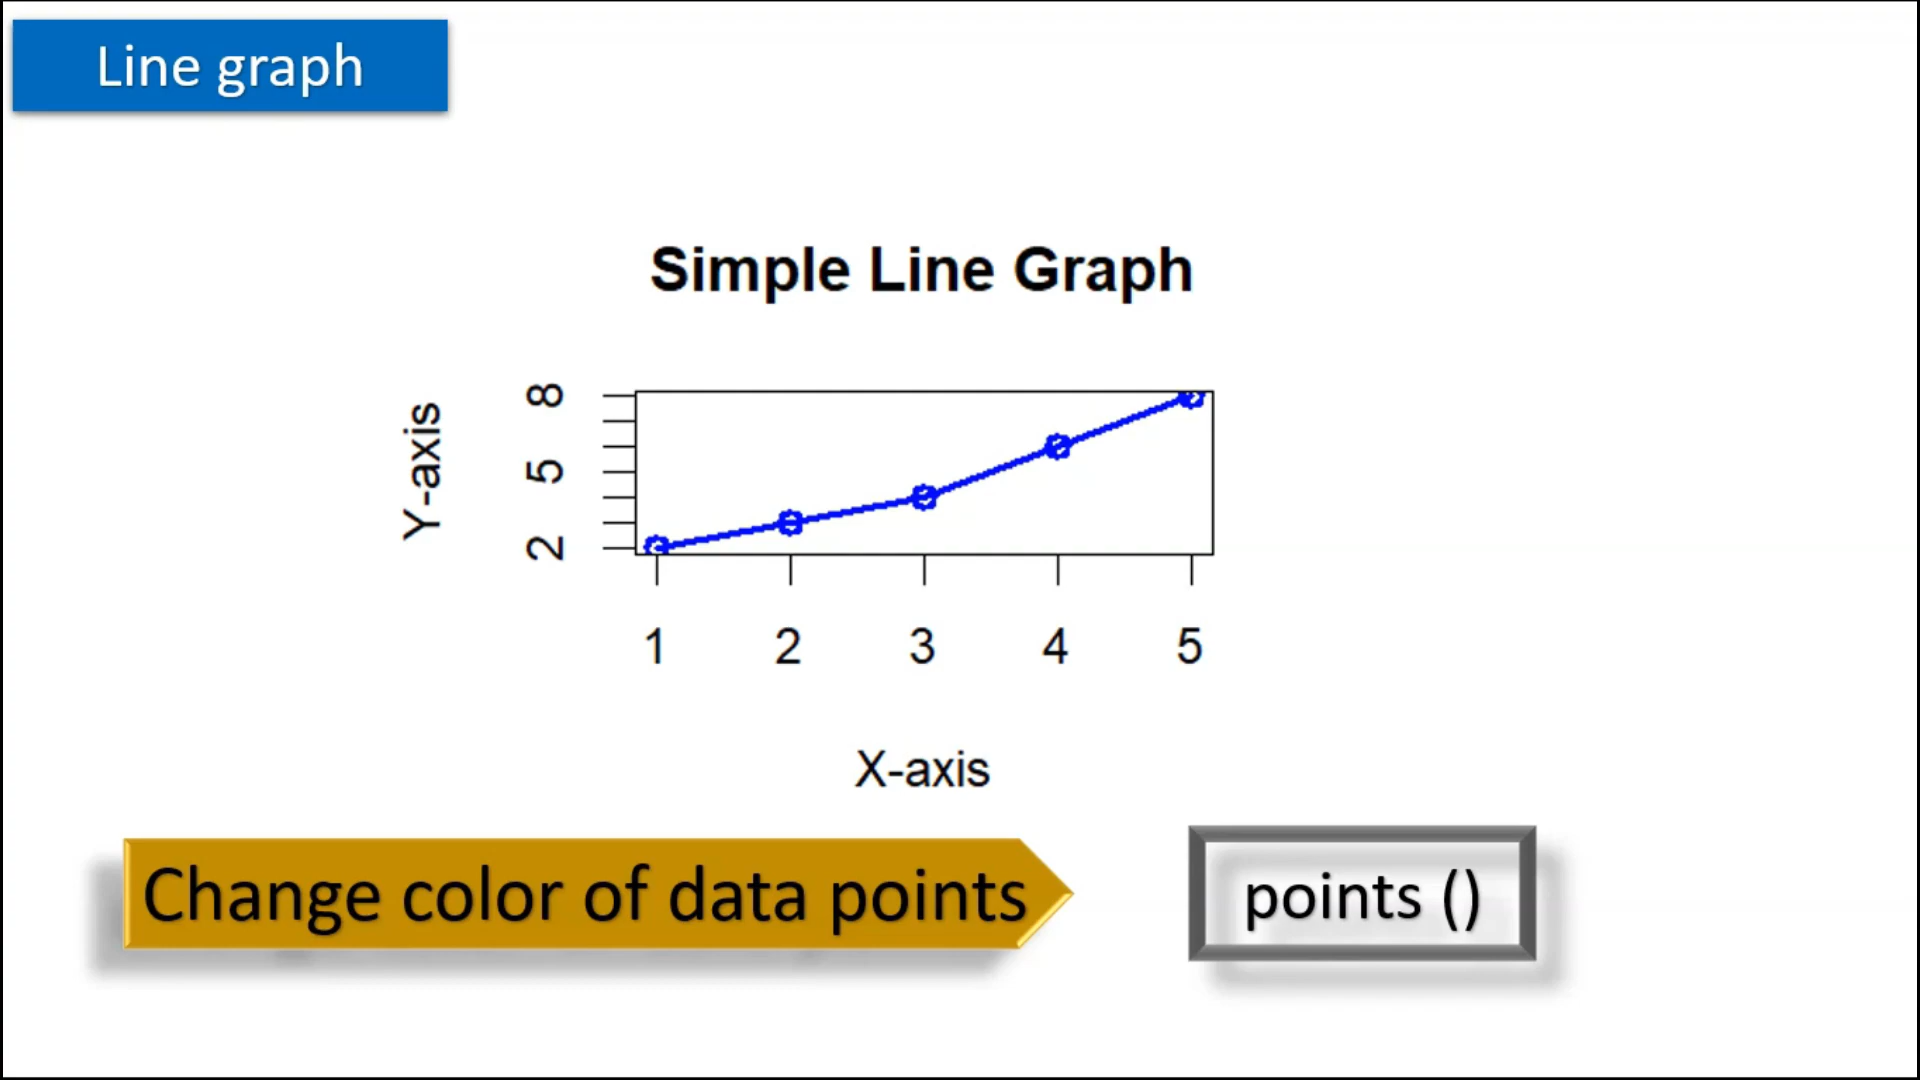 Line graph
Simple Line Graph
Y-axis
8
5
2
1 2 3 4 5
X-axis
Change color of data points
points ()